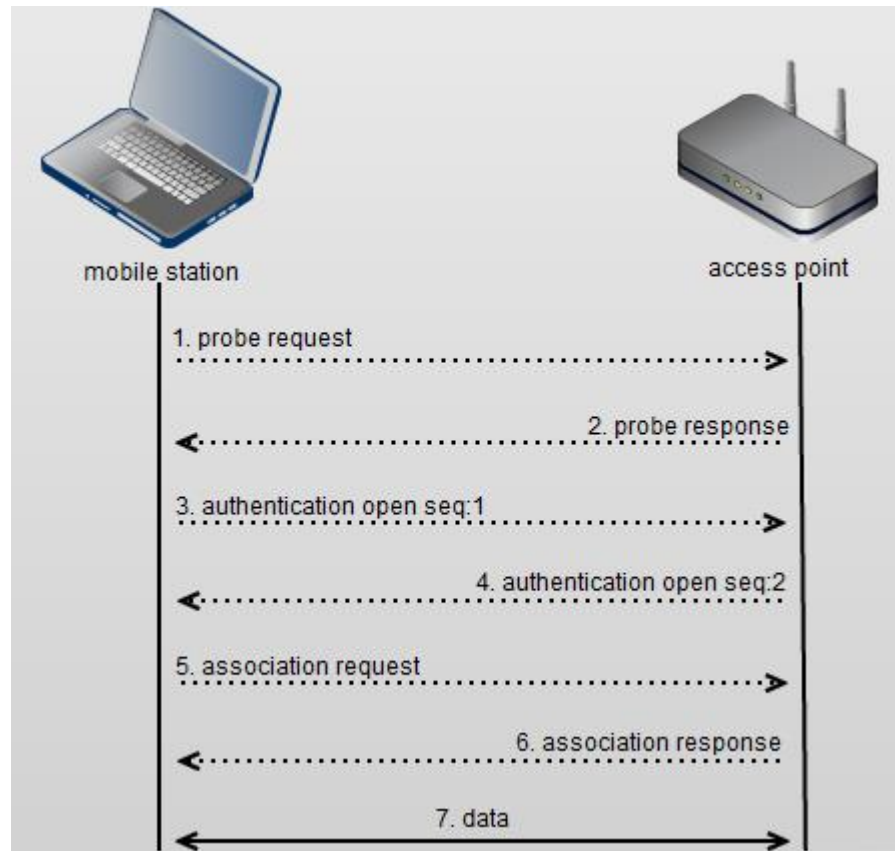 mobile station
access point
1. probe request
2. probe response
3. authentication open seq:1
4. authentication open seq:2
5. association request
6. association response
7. data